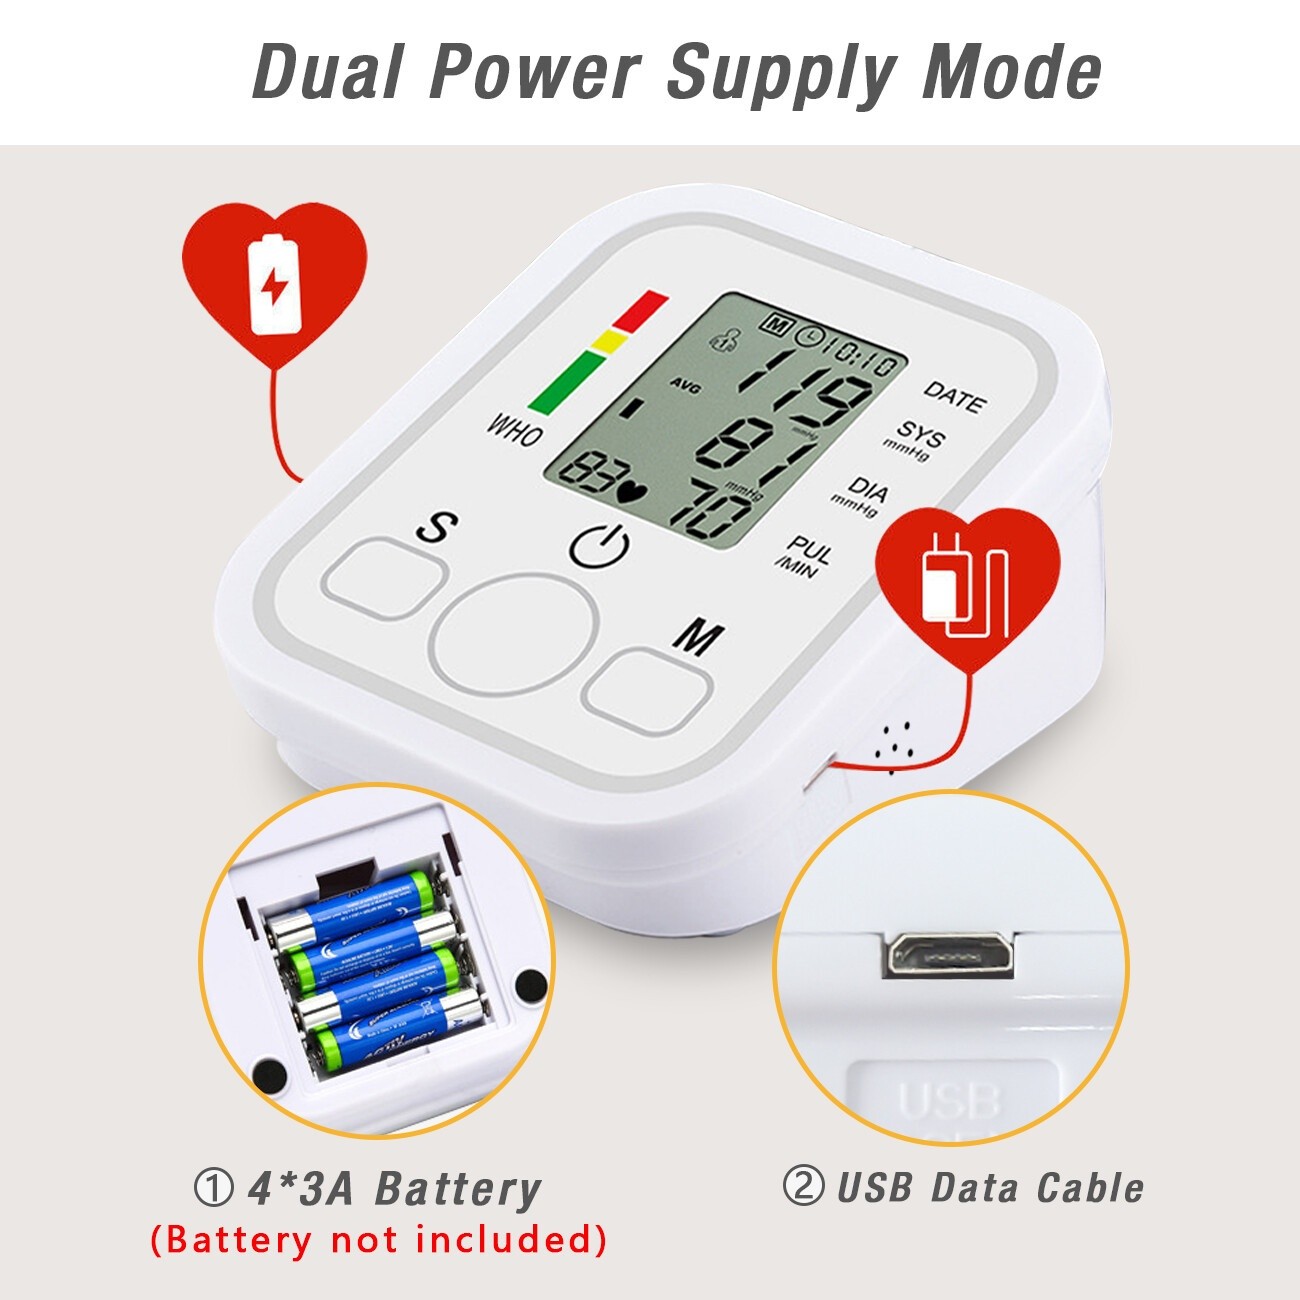 Dual Power Supply Mode
M 10:10
1
119
AVG
mmHg
81
mmHg
83 70
DATE
SYS
mmHg
DIA
mmHg
PUL
/MIN
WHO
S
M
USB
① 4*3A Battery
(Battery not included)
② USB Data Cable